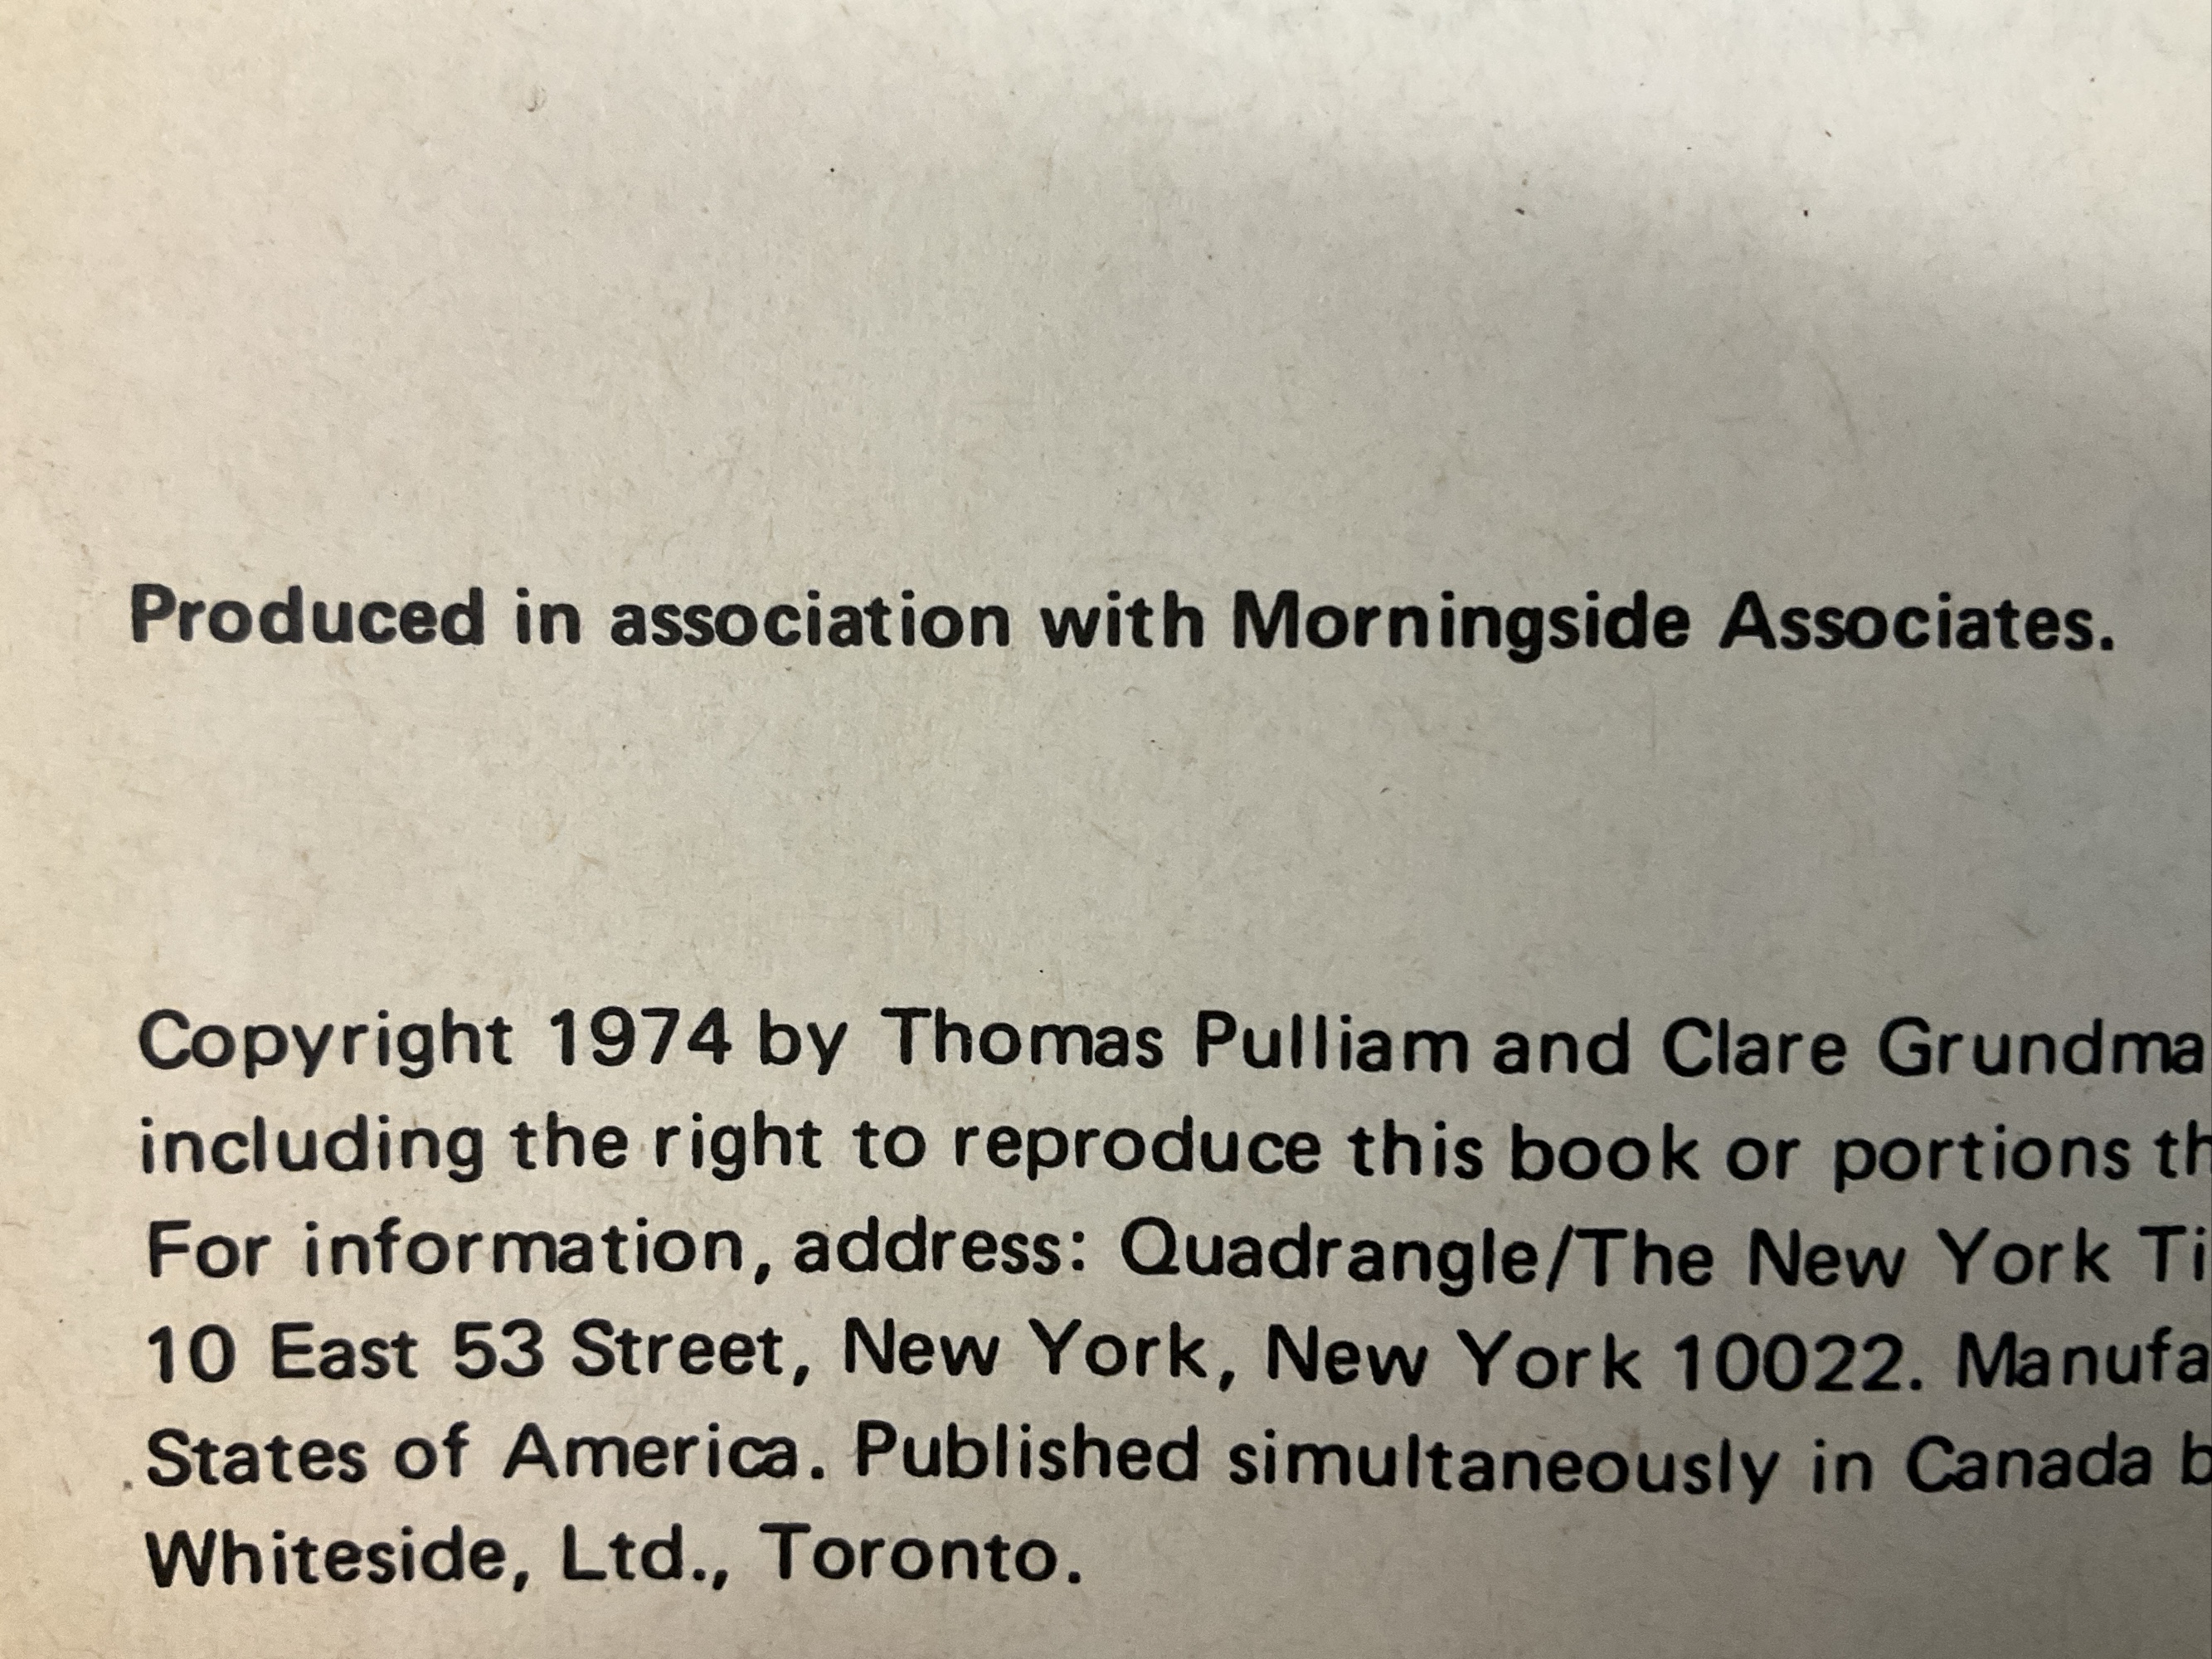 Produced in association with Morningside Associates.
Copyright 1974 by Thomas Pulliam and Clare Grundma
including the right to reproduce this book or portions th
For information, address: Quadrangle/The New York Ti
10 East 53 Street, New York, New York 10022. Manufa
States of America. Published simultaneously in Canada b
Whiteside, Ltd., Toronto.